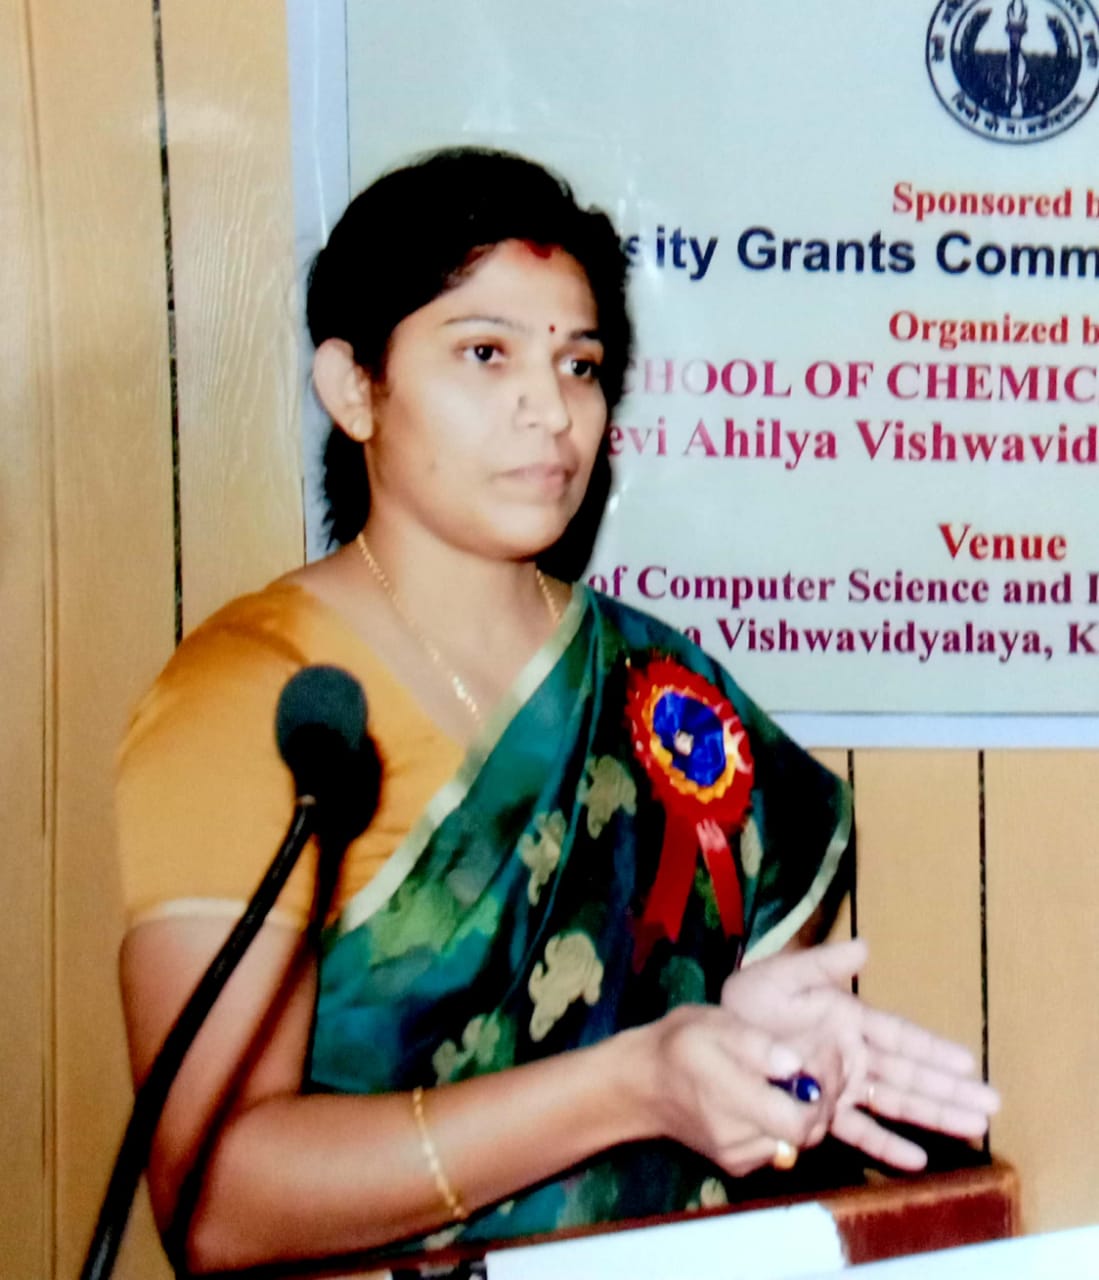 Sponsored b
sity Grants Comm
Organized b
CHOOL OF CHEMIC
evi Ahilya Vishwavid
Venue
of Computer Science and
a Vishwavidyalaya, K